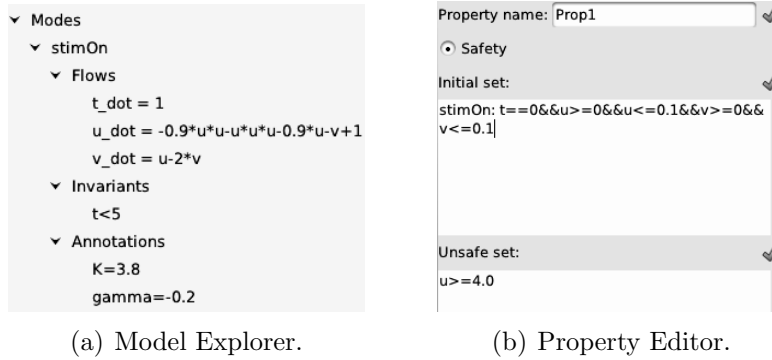 Modes
stimOn
Flows
t_dot = 1
u_dot = -0.9*u*u-u*u*u-0.9*u-v+1
v_dot = u-2*v
Invariants
t<5
Annotations
K=3.8
gamma=-0.2
(a) Model Explorer.
Property name: Prop1
Safety
Initial set:
stimOn: t==0&&u>=0&&u<=0.1&&v>=0&&
v<=0.1
Unsafe set:
u>=4.0
(b) Property Editor.